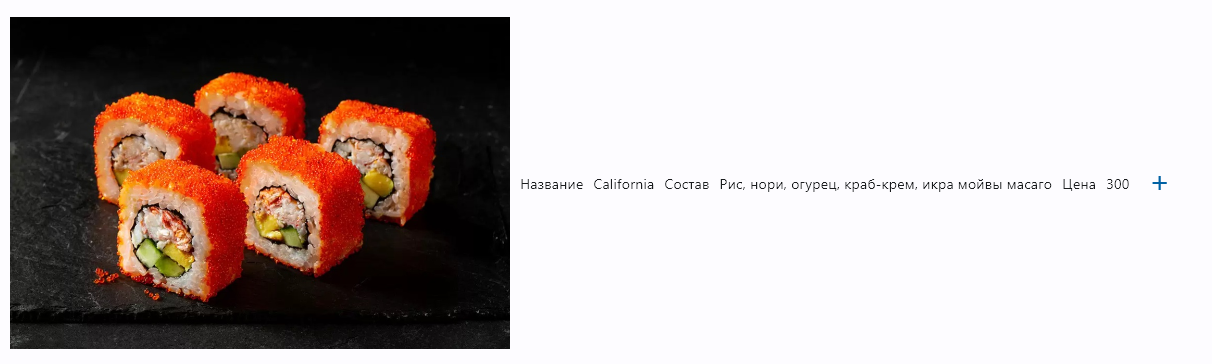 Название California Состав Рис, нори, огурец, краб-крем, икра мойвы масаго Цена 300 +